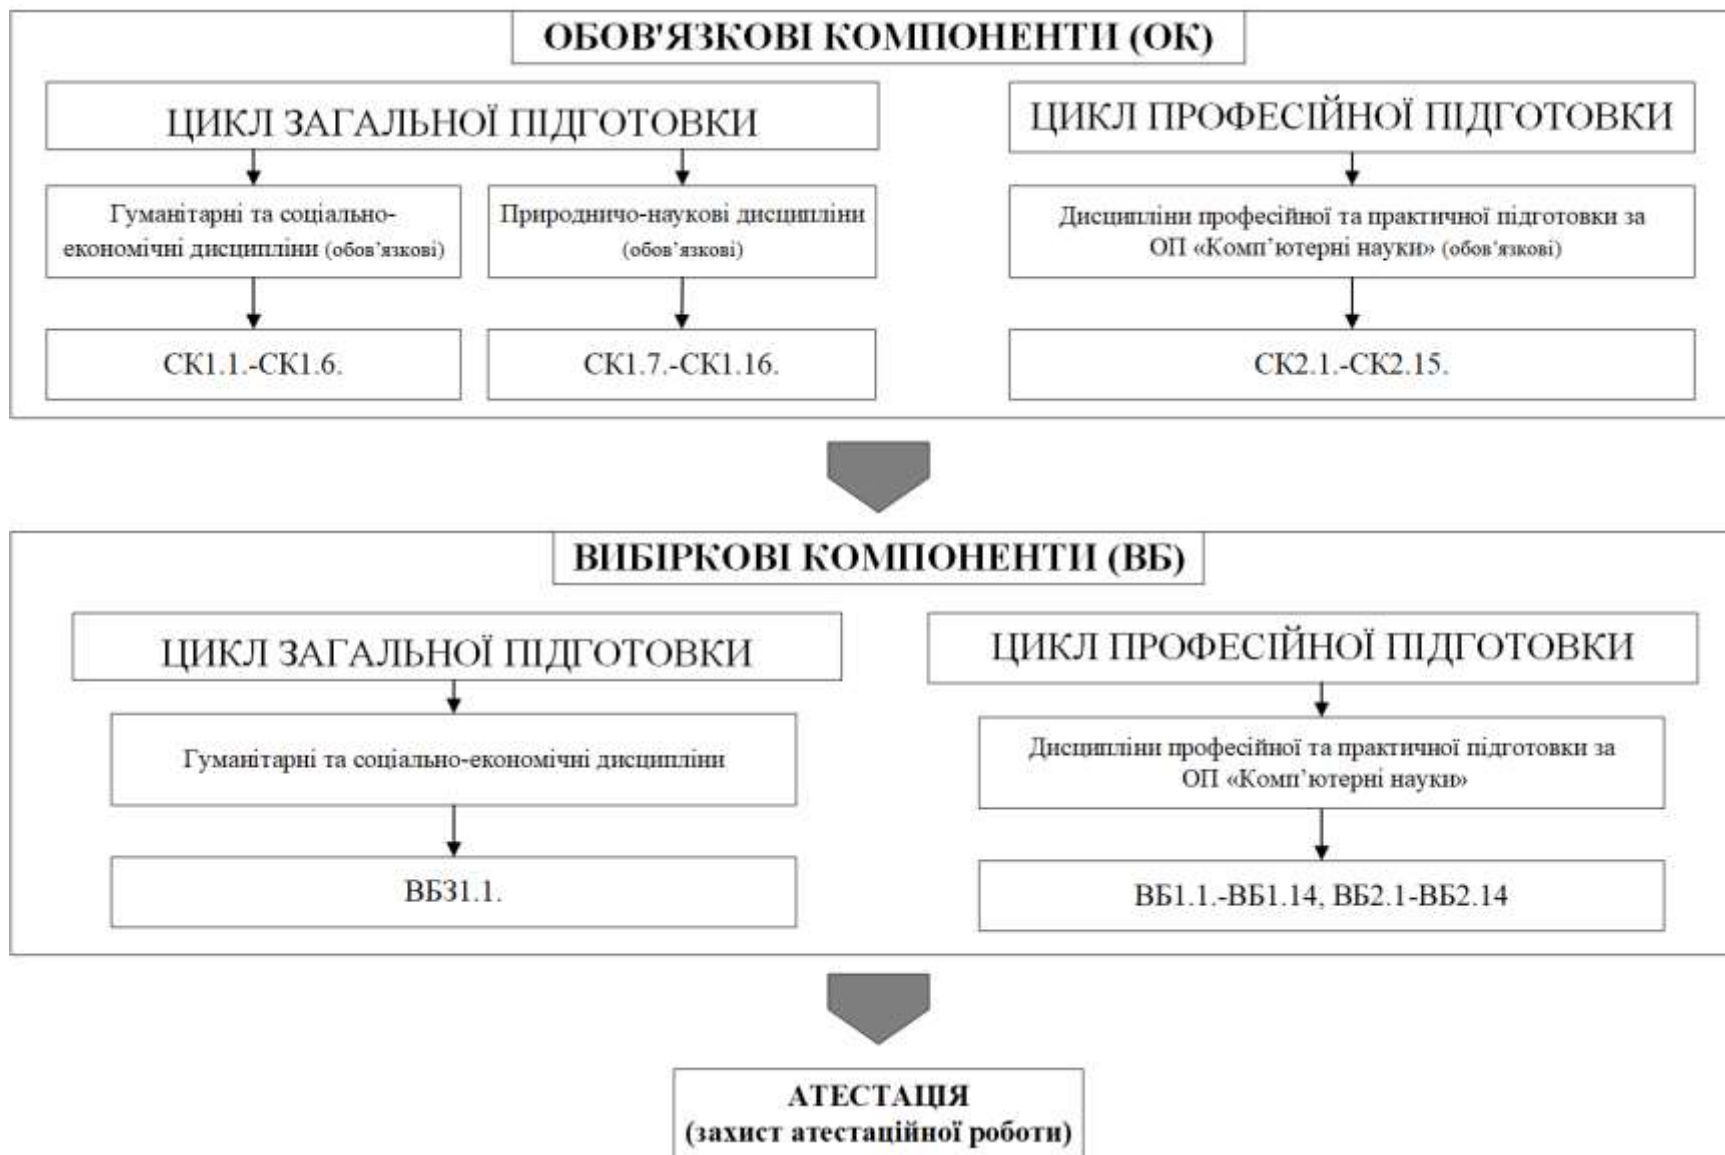 ОБОВ'ЯЗКОВІ КОМПОНЕНТИ (ОК)
ЦИКЛ ЗАГАЛЬНОЇ ПІДГОТОВКИ
Гуманітарні та соціально-
економічні дисципліни (обов’язкові)
СК1.1.-СК1.6.
Природничо-наукові дисципліни
(обов’язкові)
СК1.7.-СК1.16.
ЦИКЛ ПРОФЕСІЙНОЇ ПІДГОТОВКИ
Дисципліни професійної та практичної підготовки за
ОП «Комп’ютерні науки» (обов’язкові)
СК2.1.-СК2.15.
ВИБІРКОВІ КОМПОНЕНТИ (ВБ)
ЦИКЛ ЗАГАЛЬНОЇ ПІДГОТОВКИ
Гуманітарні та соціально-економічні дисципліни
ВБ31.1.
ЦИКЛ ПРОФЕСІЙНОЇ ПІДГОТОВКИ
Дисципліни професійної та практичної підготовки за
ОП «Комп’ютерні науки»
ВБ1.1.-ВБ1.14, ВБ2.1-ВБ2.14
АТЕСТАЦІЯ
(захист атестаційної роботи)